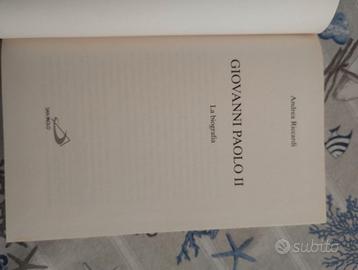 Andrea Riccardi
GIOVANNI PAOLO II
La biografia
SAN PAOLO
subito